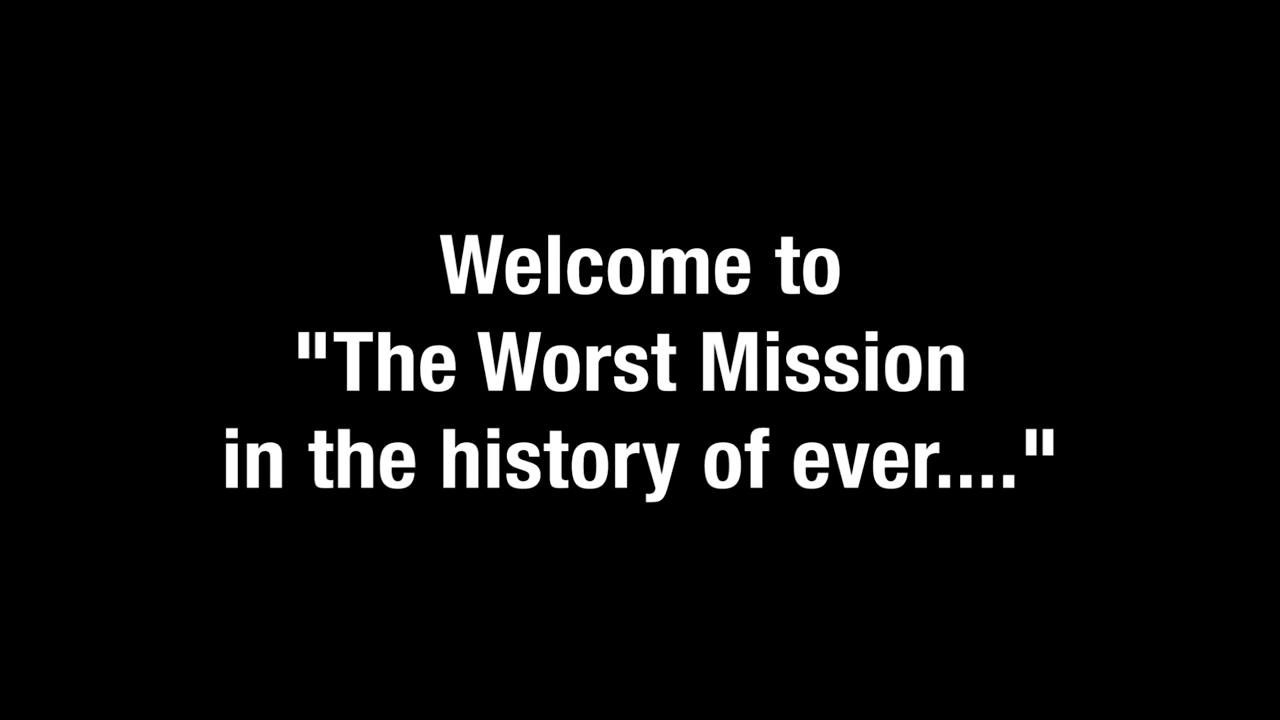 Welcome to
"The Worst Mission
in the history of ever...."